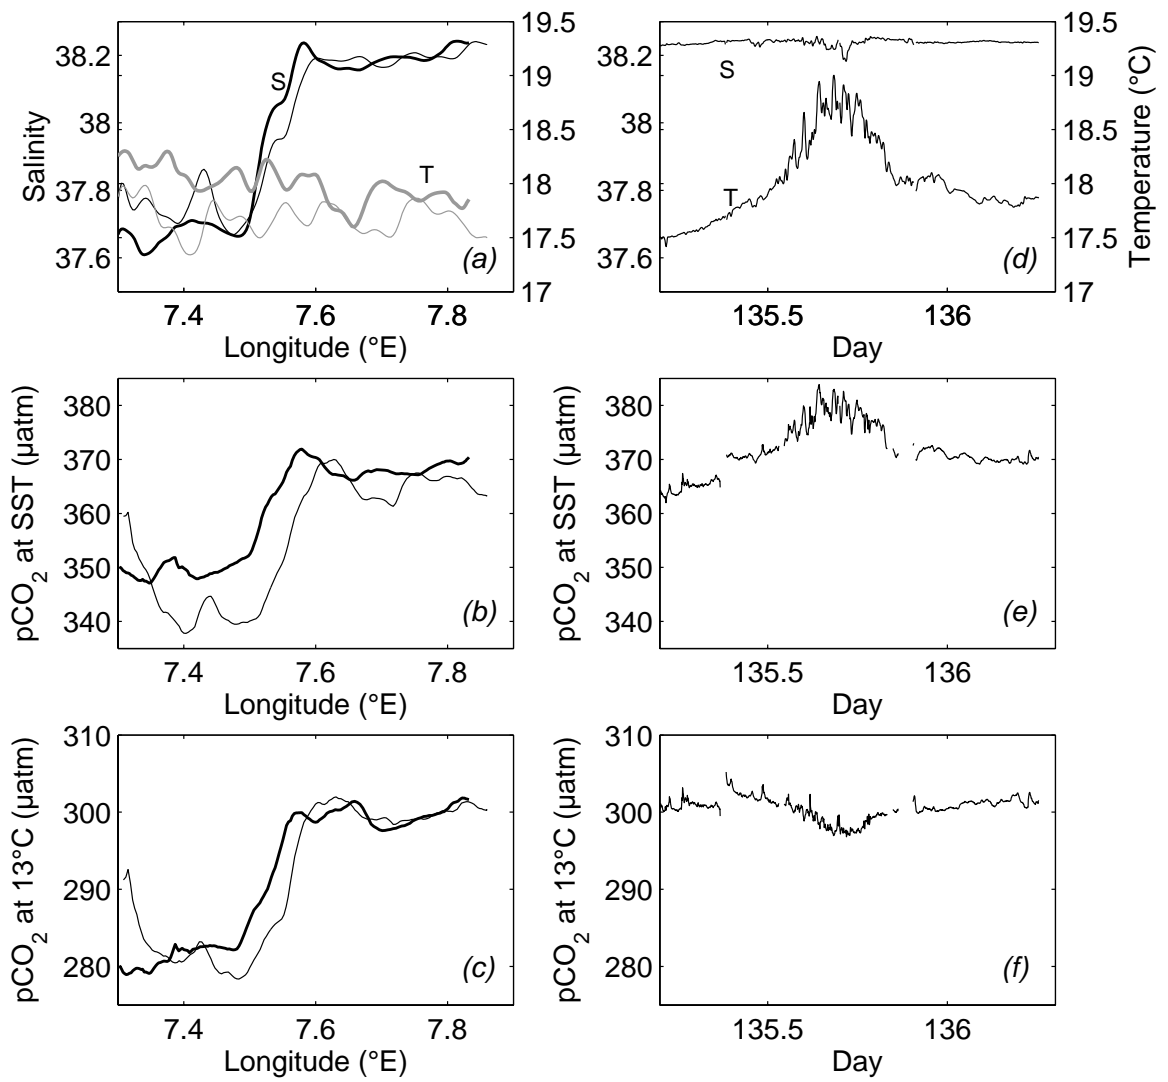 38.2
38
37.8
37.6
Salinity
S
T
(a)
19.5
19
18.5
18
17.5
17
7.4
7.6
7.8
Longitude (°E)
38.2
38
37.8
37.6
S
T
(d)
19.5
19
18.5
18
17.5
17
Temperature (°C)
135.5
136
Day
380
370
360
350
340
pCO2 at SST (µatm)
(b)
7.4
7.6
7.8
Longitude (°E)
380
370
360
350
340
pCO2 at SST (µatm)
(e)
135.5
136
Day
310
300
290
280
pCO2 at 13°C (µatm)
(c)
7.4
7.6
7.8
Longitude (°E)
310
300
290
280
pCO2 at 13°C (µatm)
(f)
135.5
136
Day